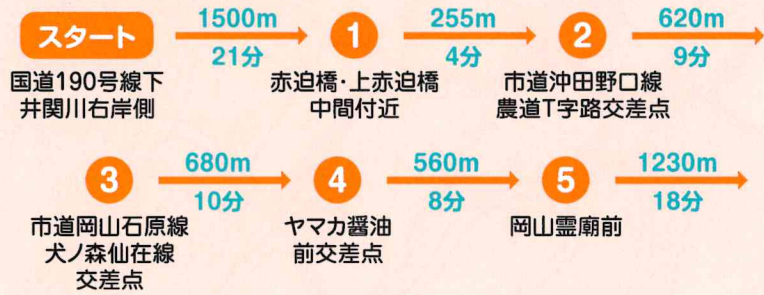 スタート 1500m 21分 1 255m 4分 2 620m 9分
国道190号線下
井関川右岸側
赤迫橋・上赤迫橋
中間付近
市道沖田野口線
農道T字路交差点
3 680m 10分 4 560m 8分 5 1230m 18分
市道岡山石原線
犬ノ森仙在線
交差点
ヤマカ醤油
前交差点
岡山霊廟前